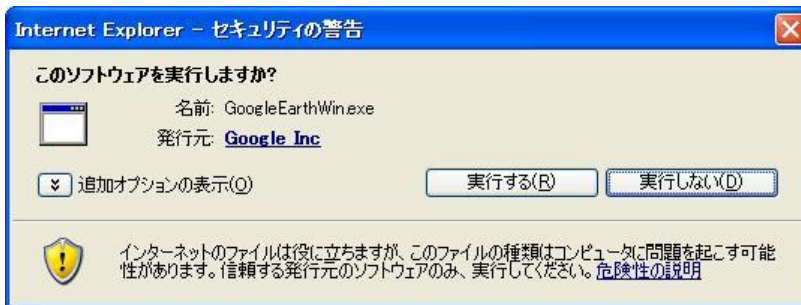 Internet Explorer - セキュリティの警告
このソフトウェアを実行しますか?
名前: GoogleEarthWin.exe
発行元: Google Inc
追加オプションの表示(O)
実行する(R)
実行しない(D)
インターネットのファイルは役に立ちますが、このファイルの種類はコンピュータに問題を起こす可能
性があります。信頼する発行元のソフトウェアのみ、実行してください。危険性の説明